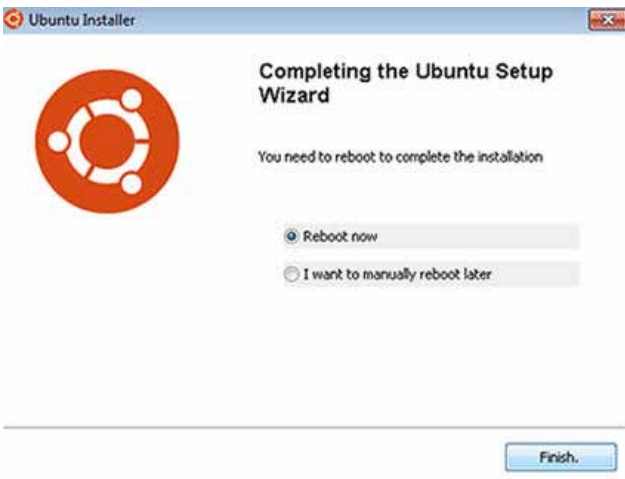 Ubuntu Installer
Completing the Ubuntu Setup
Wizard
You need to reboot to complete the installation
Reboot now
I want to manually reboot later
Finish.